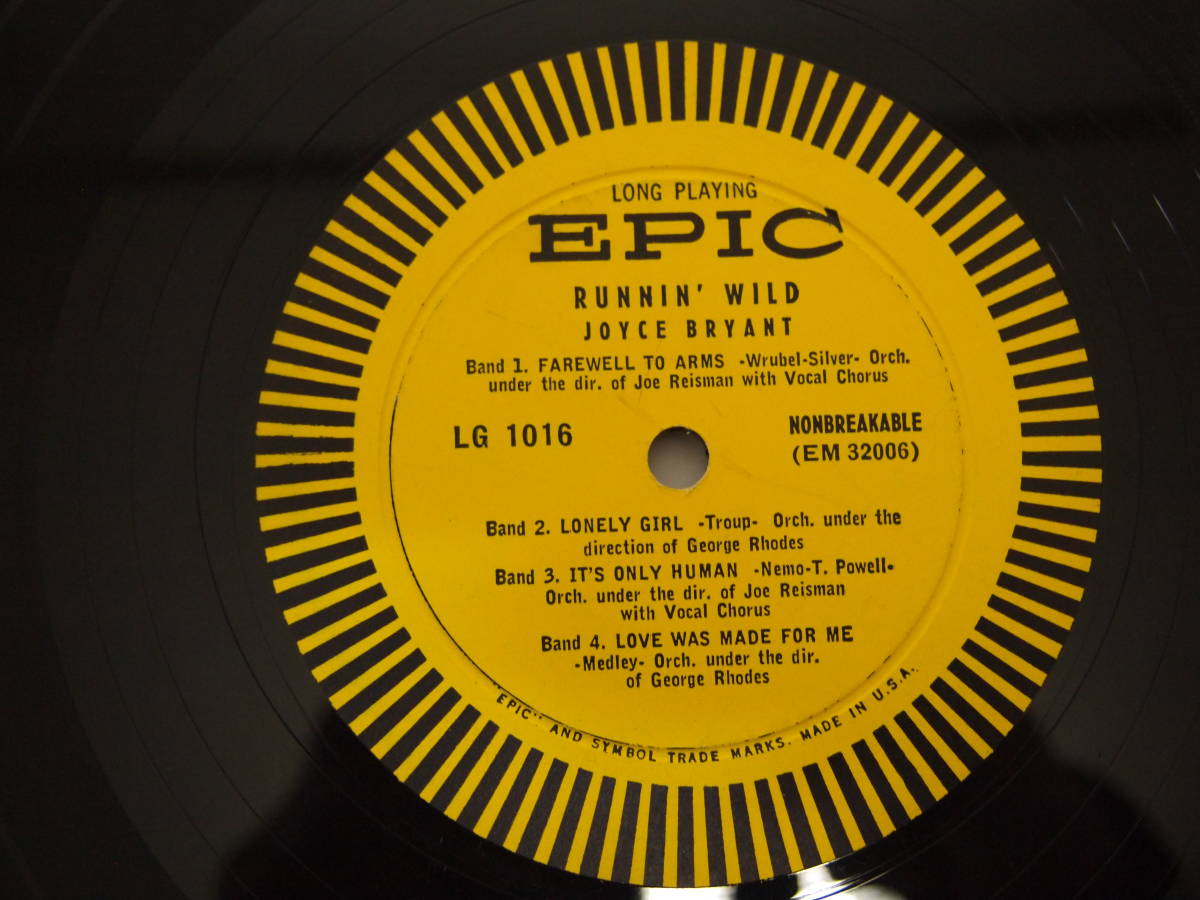 LONG PLAYING
EPIC
RUNNIN' WILD
JOYCE BRYANT
Band 1. FAREWELL TO ARMS -Wrubel-Silver- Orch.
under the dir. of Joe Reisman with Vocal Chorus
LG 1016
NONBREAKABLE
(EM 32006)
Band 2. LONELY GIRL -Troup- Orch. under the
direction of George Rhodes
Band 3. IT'S ONLY HUMAN -Nemo-T. Powell-
Orch. under the dir. of Joe Reisman
with Vocal Chorus
Band 4. LOVE WAS MADE FOR ME
-Medley- Orch. under the dir.
of George Rhodes
"EPIC" AND SYMBOL TRADE MARKS. MADE IN U.S.A.